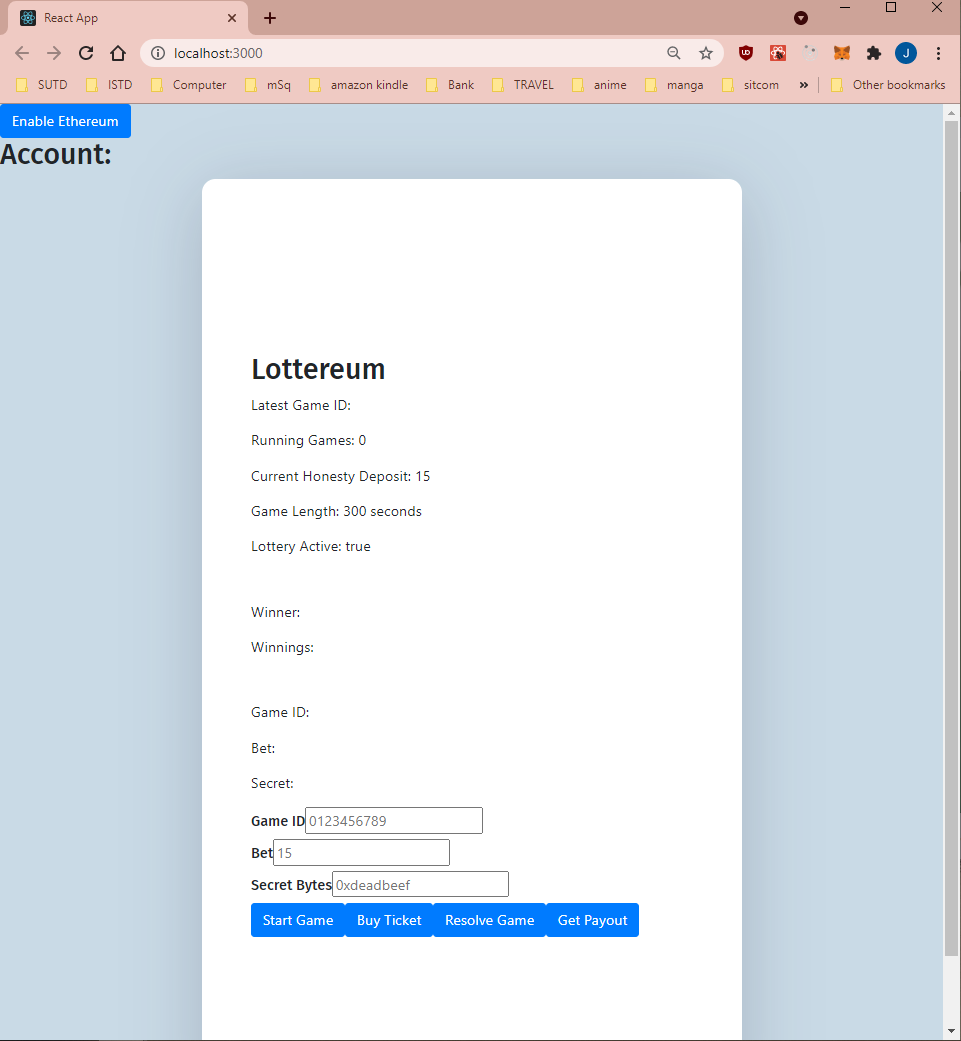 React App
localhost:3000
SUTD ISTD Computer mSq amazon kindle Bank TRAVEL anime manga sitcom » Other bookmarks
J
Enable Ethereum
Account:
Lottereum
Latest Game ID:
Running Games: 0
Current Honesty Deposit: 15
Game Length: 300 seconds
Lottery Active: true
Winner:
Winnings:
Game ID:
Bet:
Secret:
Game ID 0123456789
Bet 15
Secret Bytes 0xdeadbeef
Start Game Buy Ticket Resolve Game Get Payout